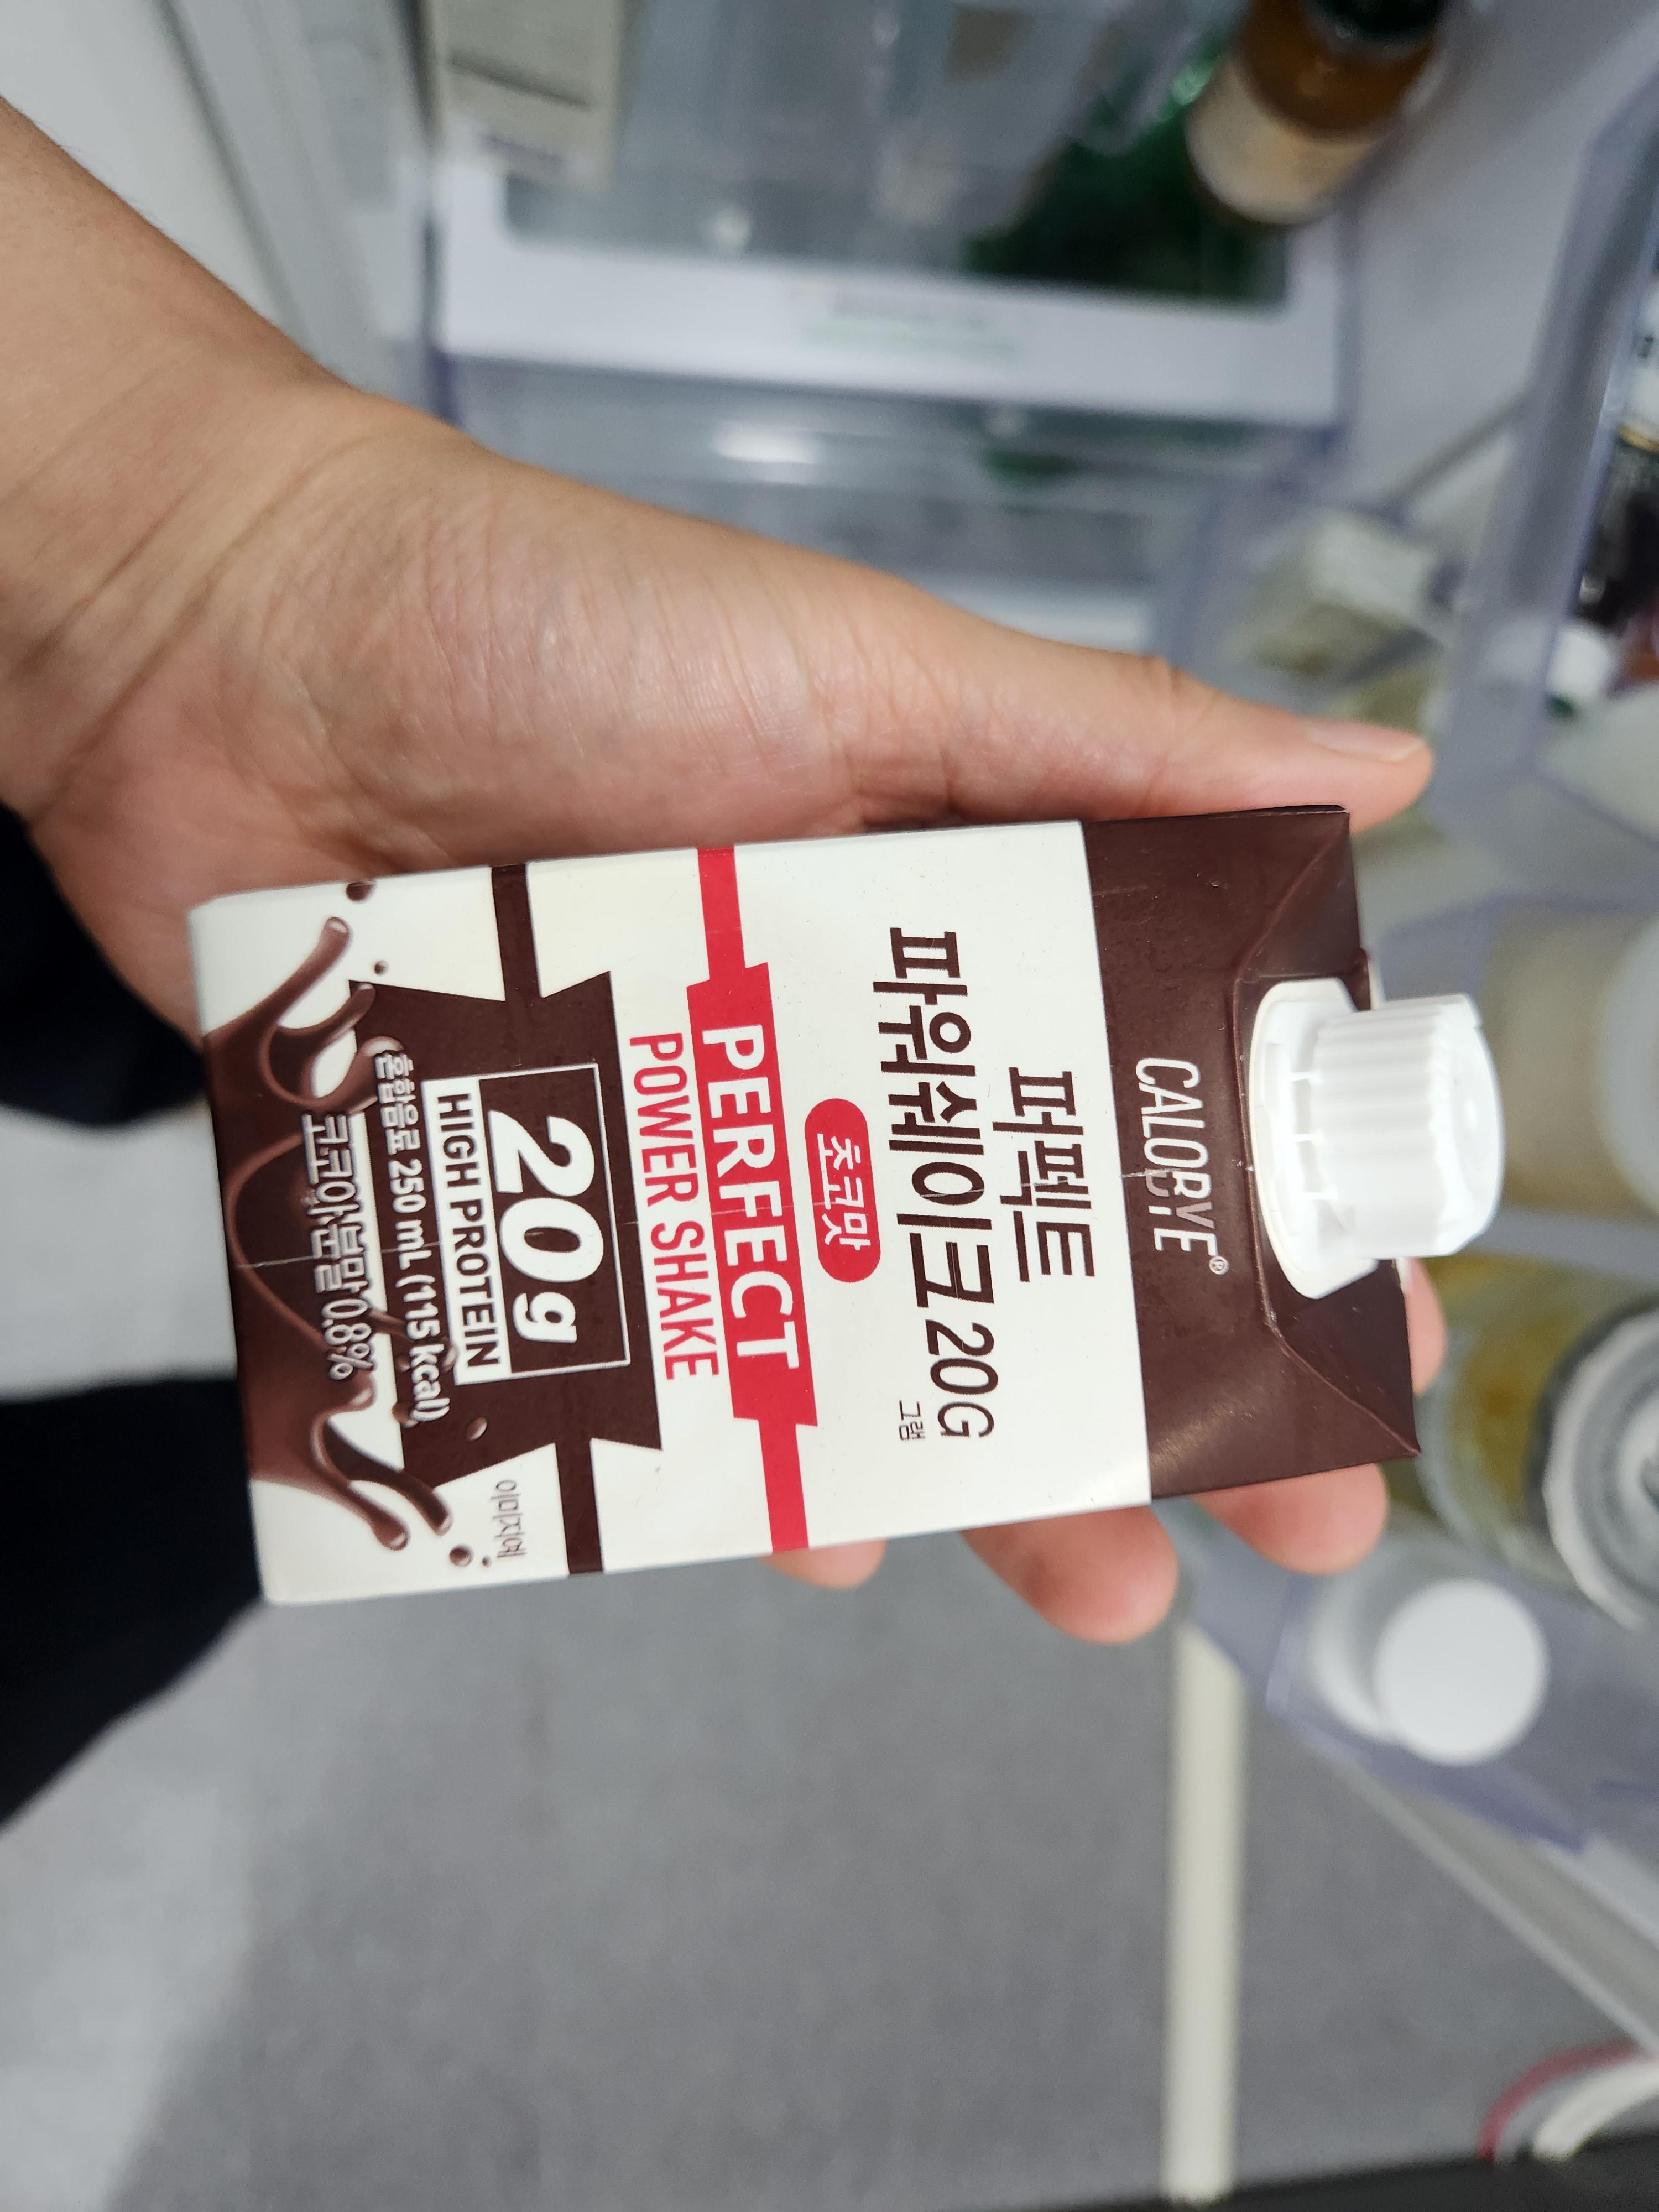 CALOBYE®
퍼펙트
파워쉐이크 20G
그램
초코맛
PERFECT
POWER SHAKE
20g
HIGH PROTEIN
혼합음료 250 mL (115 kcal)
코코아분말 0.8%
이미지예